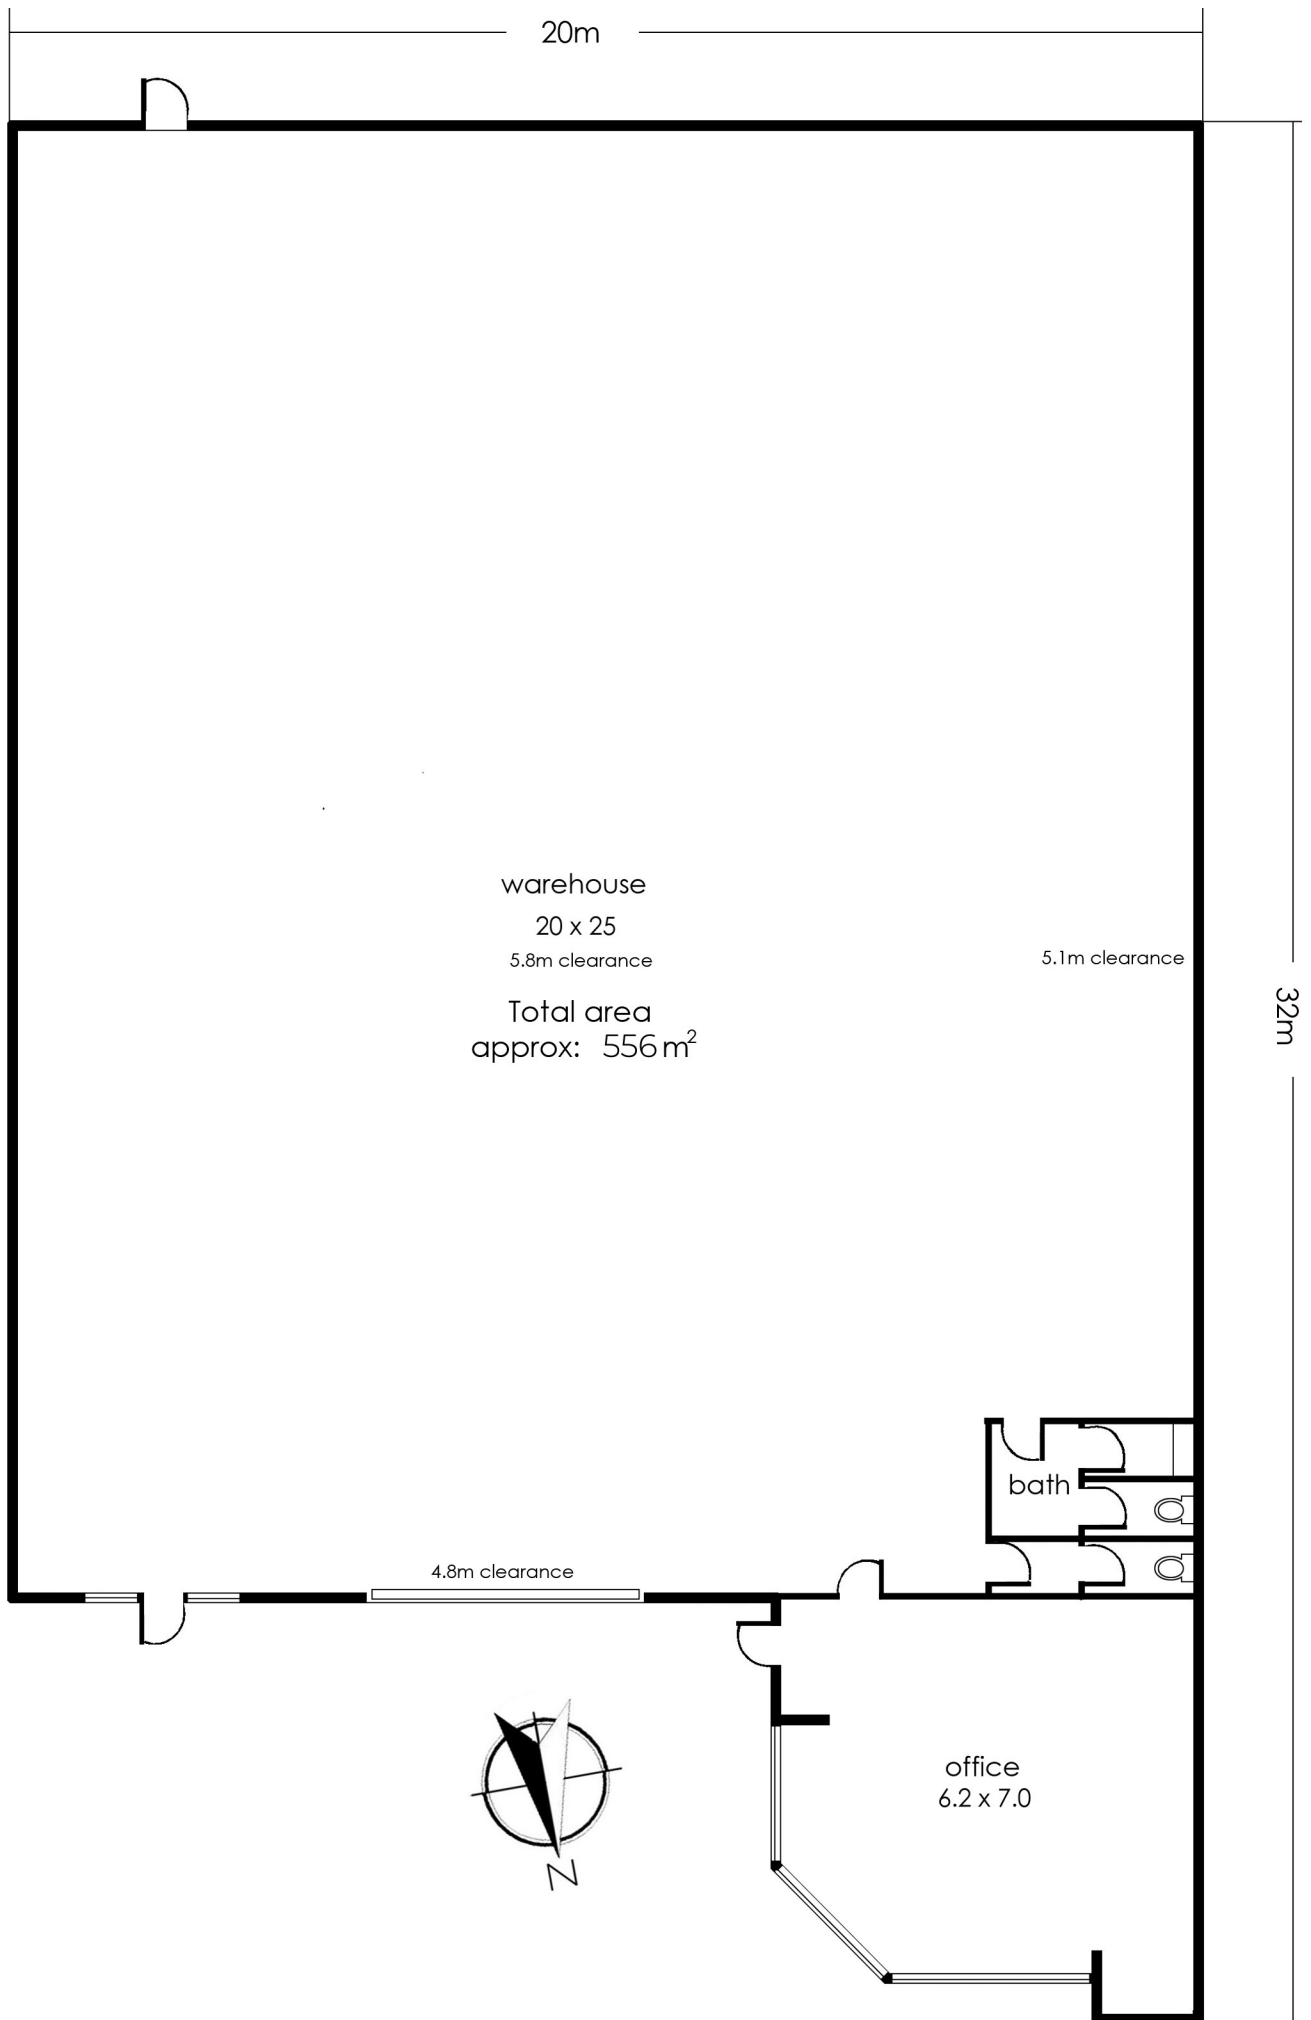 20m
warehouse
20 x 25
5.8m clearance
5.1m clearance
Total area
approx: 556 m²
32m
bath
4.8m clearance
office
6.2 x 7.0
N